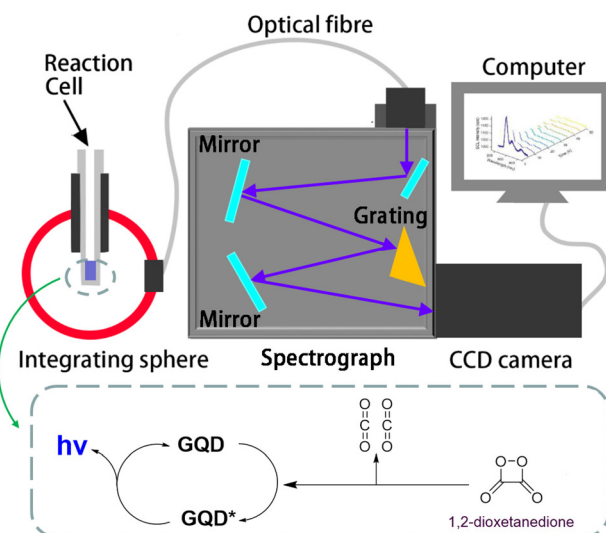 Optical fibre
Reaction
Cell
Computer
Mirror
Grating
Mirror
Integrating sphere
Spectrograph
CCD camera
hν
GQD
GQD*
O
C
O
O
C
O
O-O
O
O
1,2-dioxetanedione